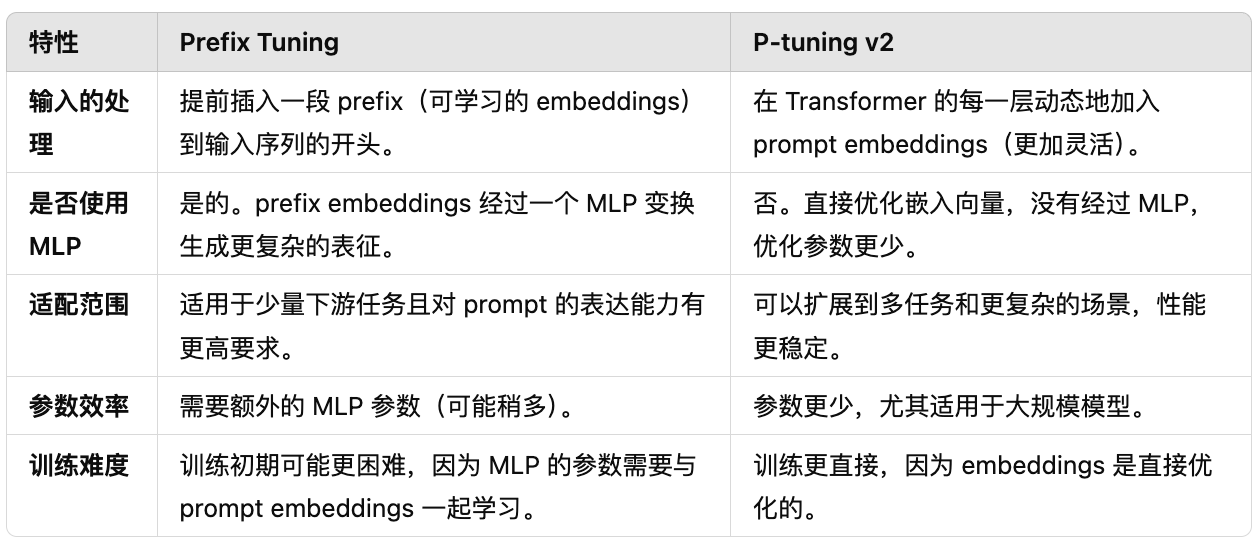 特性 Prefix Tuning P-tuning v2
输入的处 提前插入一段 prefix（可学习的 embeddings） 在 Transformer 的每一层动态地加入
理 到输入序列的开头。 prompt embeddings（更加灵活）。
是否使用 是的。prefix embeddings 经过一个 MLP 变换 否。直接优化嵌入向量，没有经过 MLP，
MLP 生成更复杂的表征。 优化参数更少。
适配范围 适用于少量下游任务且对 prompt 的表达能力有 可以扩展到多任务和更复杂的场景，性能
更高要求。 更稳定。
参数效率 需要额外的 MLP 参数（可能稍多）。 参数更少，尤其适用于大规模模型。
训练难度 训练初期可能更困难，因为 MLP 的参数需要与 训练更直接，因为 embeddings 是直接优
prompt embeddings 一起学习。 化的。